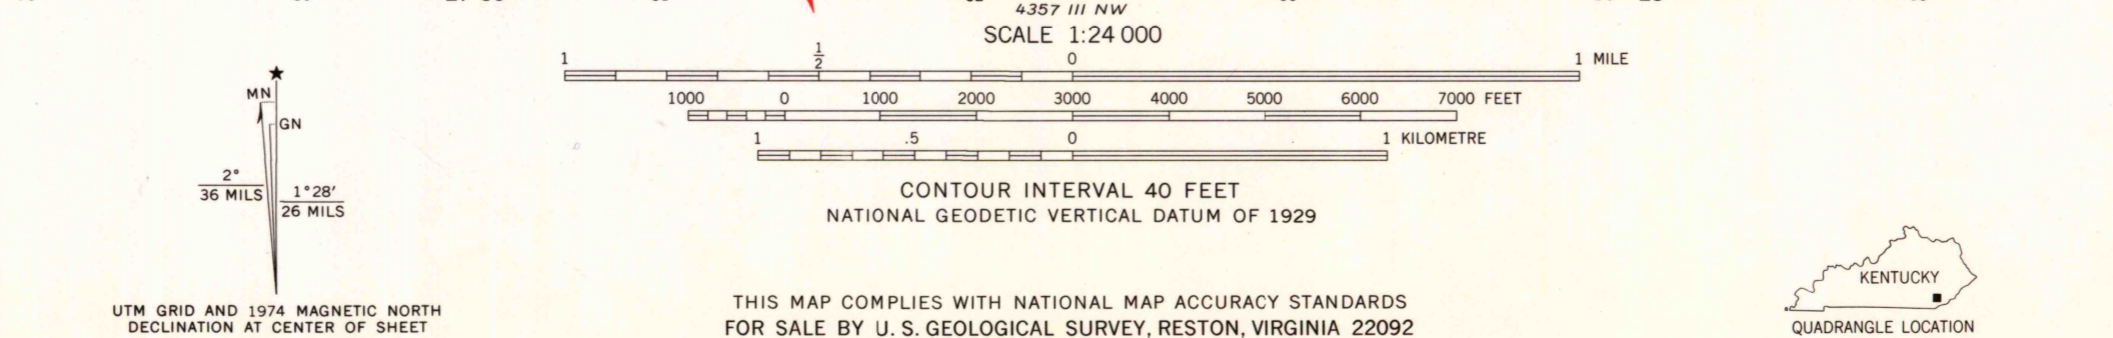 4357 III NW
SCALE 1:24 000
1 1/2 0 1 MILE
1000 0 1000 2000 3000 4000 5000 6000 7000 FEET
1 .5 0 1 KILOMETRE
CONTOUR INTERVAL 40 FEET
NATIONAL GEODETIC VERTICAL DATUM OF 1929
THIS MAP COMPLIES WITH NATIONAL MAP ACCURACY STANDARDS
FOR SALE BY U. S. GEOLOGICAL SURVEY, RESTON, VIRGINIA 22092
★
MN
GN
2°
36 MILS
1°28′
26 MILS
UTM GRID AND 1974 MAGNETIC NORTH
DECLINATION AT CENTER OF SHEET
KENTUCKY
QUADRANGLE LOCATION